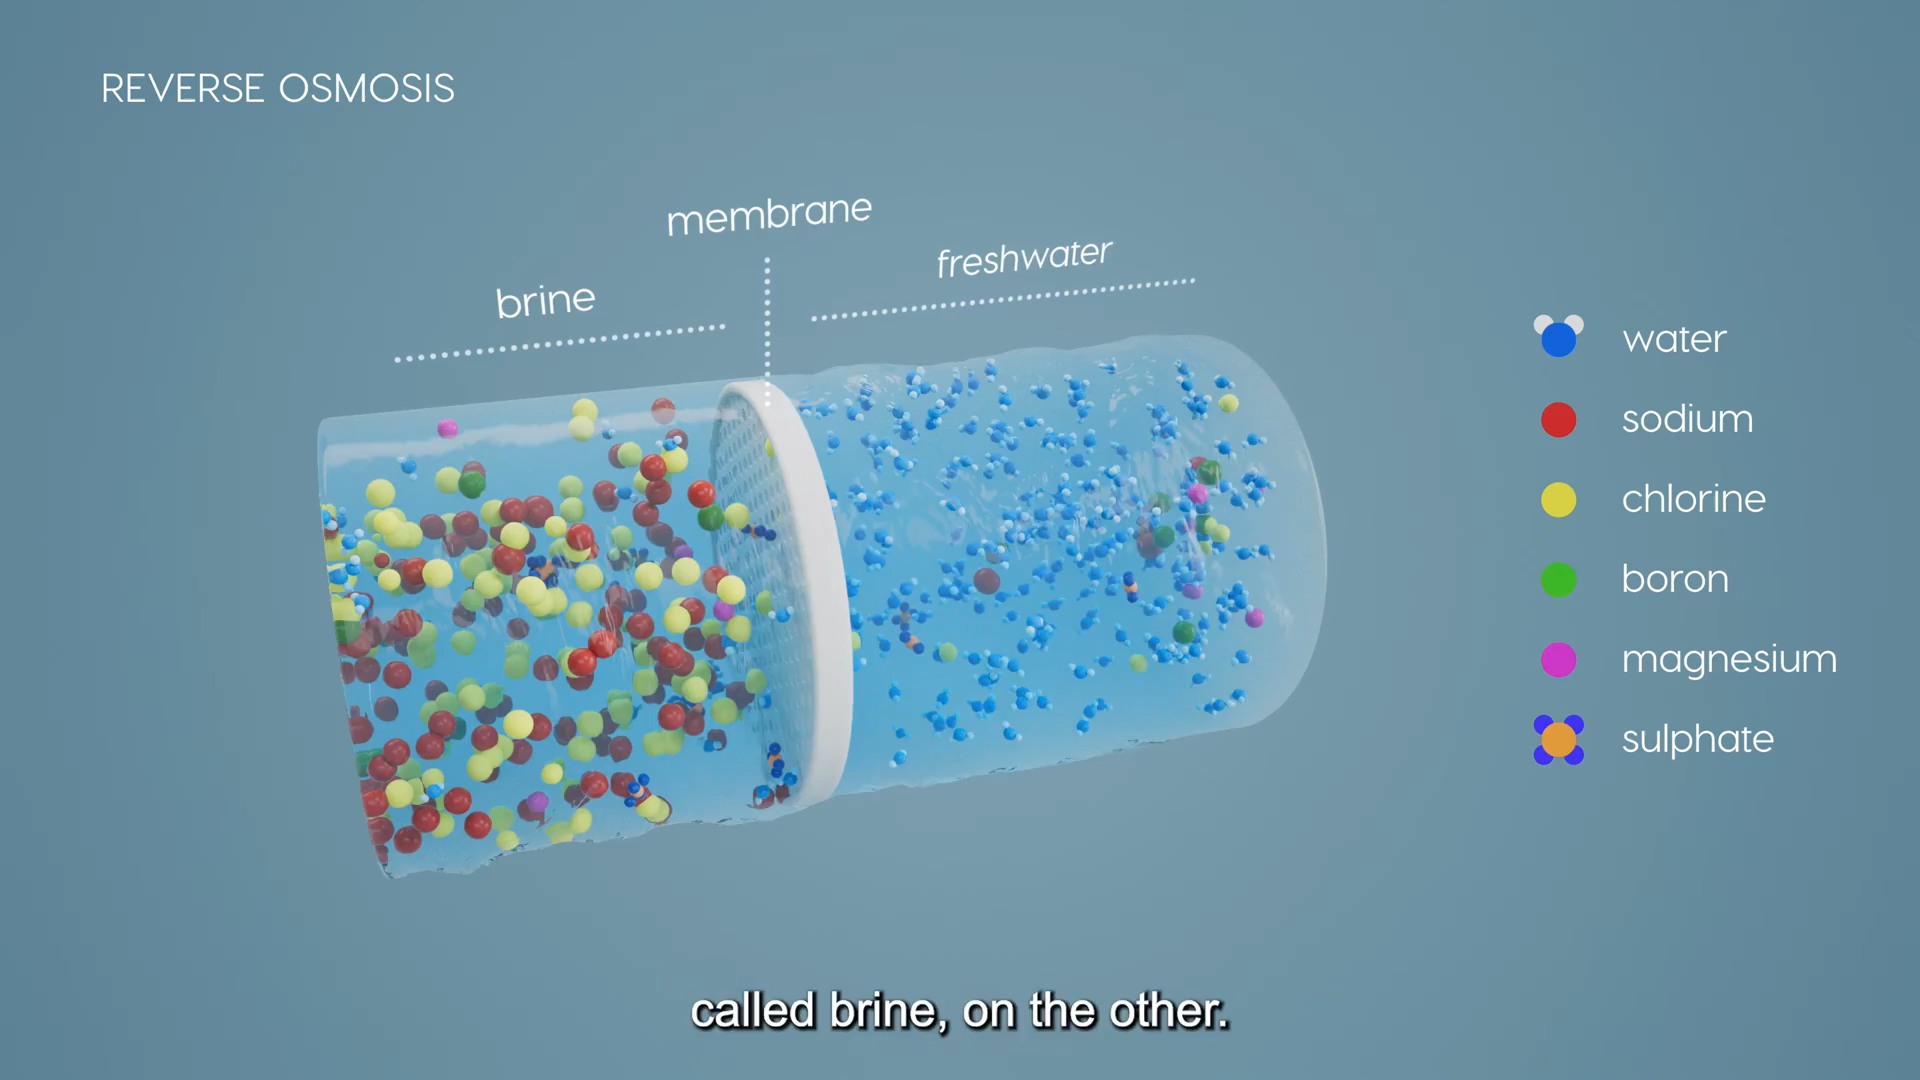 REVERSE OSMOSIS
membrane
freshwater
brine
water
sodium
chlorine
boron
magnesium
sulphate
called brine, on the other.